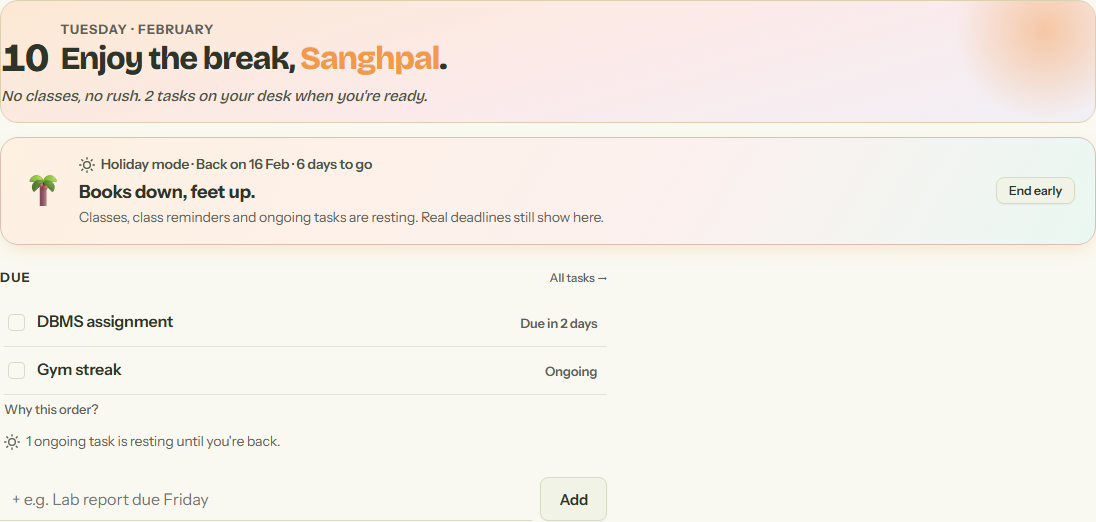 TUESDAY · FEBRUARY
10 Enjoy the break, Sanghpal.
No classes, no rush. 2 tasks on your desk when you're ready.
Holiday mode · Back on 16 Feb · 6 days to go
Books down, feet up.
End early
Classes, class reminders and ongoing tasks are resting. Real deadlines still show here.
DUE All tasks →
DBMS assignment Due in 2 days
Gym streak Ongoing
Why this order?
1 ongoing task is resting until you're back.
+ e.g. Lab report due Friday Add